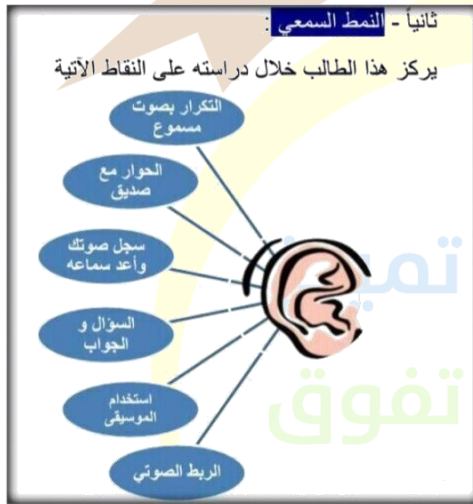 ثانياً - النمط السمعي :
يركز هذا الطالب خلال دراسته على النقاط الآتية
التكرار بصوت
مسموع
الحوار مع
صديق
سجل صوتك
وأعد سماعه
السؤال و
الجواب
استخدام
الموسيقى
الربط الصوتي
تميز
تفوق